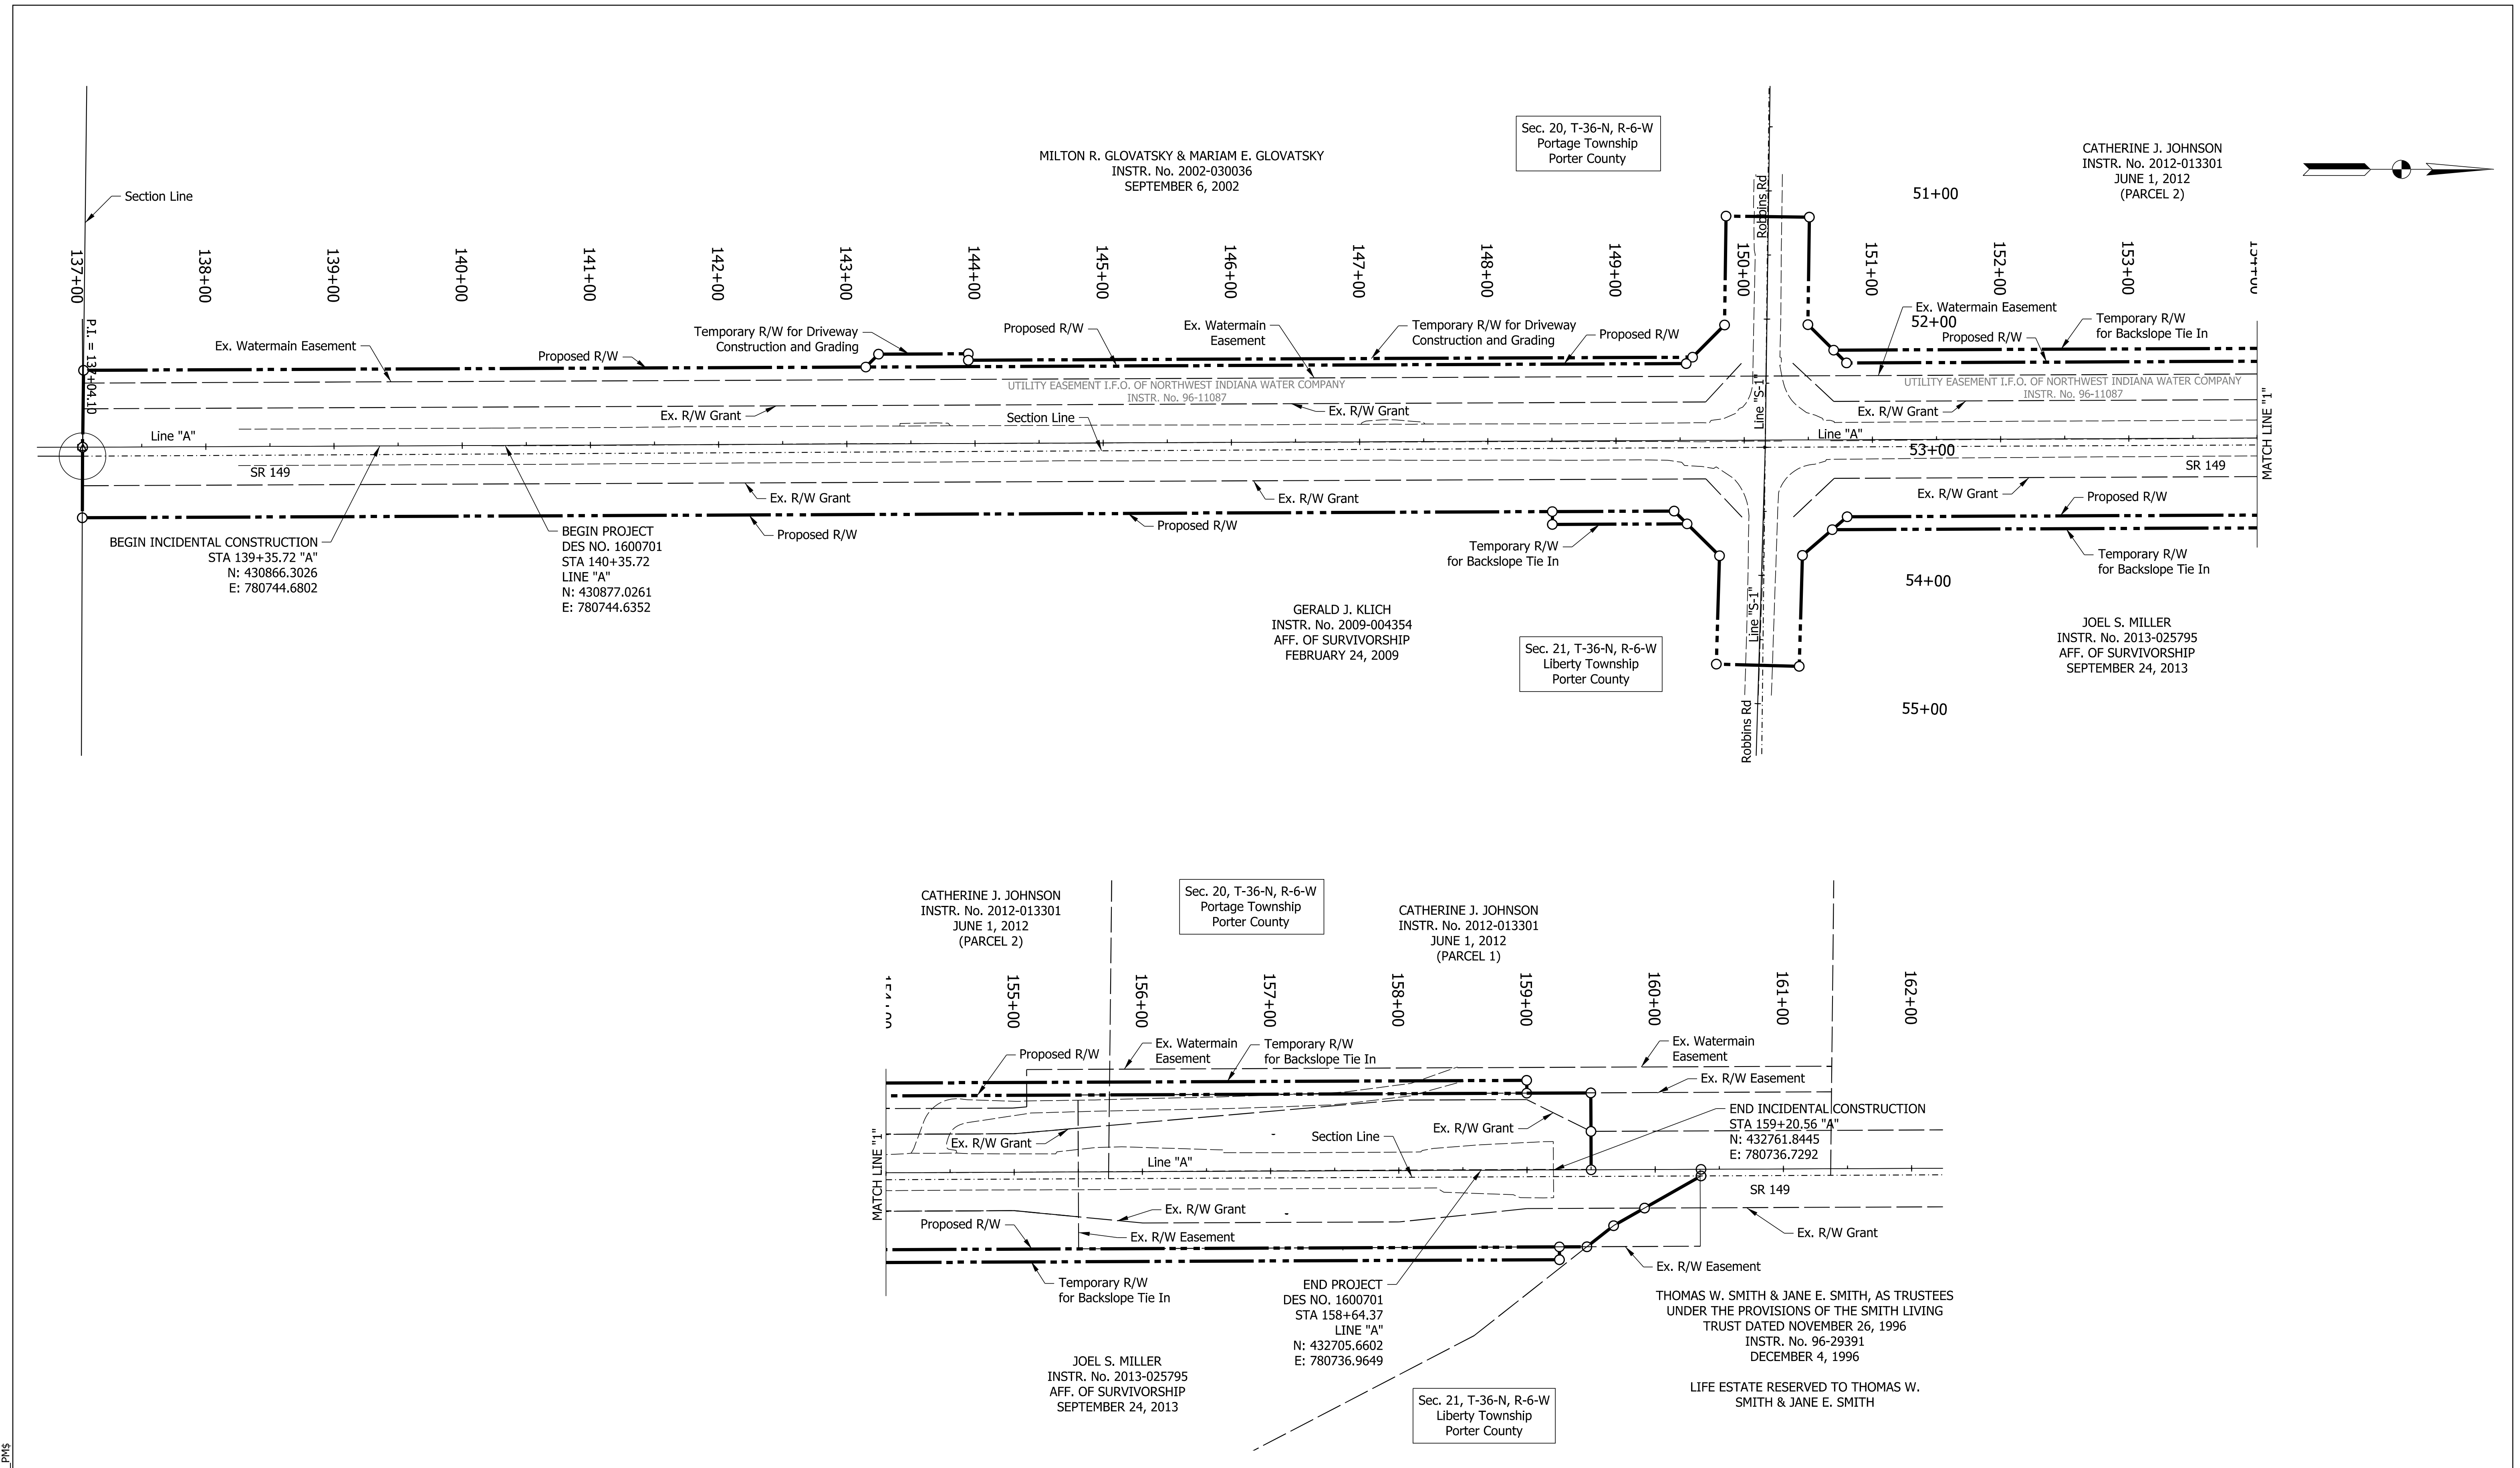 Sec. 20, T-36-N, R-6-W
Portage Township
Porter County
MILTON R. GLOVATSKY & MARIAM E. GLOVATSKY
INSTR. No. 2002-030036
SEPTEMBER 6, 2002
CATHERINE J. JOHNSON
INSTR. No. 2012-013301
JUNE 1, 2012
(PARCEL 2)
Section Line
Robbins Rd
51+00
137+00
138+00
139+00
140+00
141+00
142+00
143+00
144+00
145+00
146+00
147+00
148+00
149+00
150+00
151+00
152+00
153+00
P.I. = 137+04.10
Ex. Watermain Easement
Proposed R/W
Temporary R/W for Driveway
Construction and Grading
Proposed R/W
Ex. Watermain
Easement
Temporary R/W for Driveway
Construction and Grading
Proposed R/W
Ex. Watermain Easement
52+00
Proposed R/W
Temporary R/W
for Backslope Tie In
UTILITY EASEMENT I.F.O. OF NORTHWEST INDIANA WATER COMPANY
INSTR. No. 96-11087
UTILITY EASEMENT I.F.O. OF NORTHWEST INDIANA WATER COMPANY
INSTR. No. 96-11087
Ex. R/W Grant
Section Line
Ex. R/W Grant
Line "S-1"
Ex. R/W Grant
Line "A"
Line "A"
53+00
SR 149
SR 149
MATCH LINE "1"
Ex. R/W Grant
Ex. R/W Grant
Ex. R/W Grant
Proposed R/W
Proposed R/W
Proposed R/W
BEGIN INCIDENTAL CONSTRUCTION
STA 139+35.72 "A"
N: 430866.3026
E: 780744.6802
BEGIN PROJECT
DES NO. 1600701
STA 140+35.72
LINE "A"
N: 430877.0261
E: 780744.6352
Temporary R/W
for Backslope Tie In
Temporary R/W
for Backslope Tie In
54+00
Line "S-1"
GERALD J. KLICH
INSTR. No. 2009-004354
AFF. OF SURVIVORSHIP
FEBRUARY 24, 2009
Sec. 21, T-36-N, R-6-W
Liberty Township
Porter County
JOEL S. MILLER
INSTR. No. 2013-025795
AFF. OF SURVIVORSHIP
SEPTEMBER 24, 2013
55+00
Robbins Rd
CATHERINE J. JOHNSON
INSTR. No. 2012-013301
JUNE 1, 2012
(PARCEL 2)
Sec. 20, T-36-N, R-6-W
Portage Township
Porter County
CATHERINE J. JOHNSON
INSTR. No. 2012-013301
JUNE 1, 2012
(PARCEL 1)
155+00
156+00
157+00
158+00
159+00
160+00
161+00
162+00
Proposed R/W
Ex. Watermain
Easement
Temporary R/W
for Backslope Tie In
Ex. Watermain
Easement
Ex. R/W Easement
END INCIDENTAL CONSTRUCTION
STA 159+20.56 "A"
N: 432761.8445
E: 780736.7292
Ex. R/W Grant
Section Line
Ex. R/W Grant
MATCH LINE "1"
Line "A"
SR 149
Ex. R/W Grant
Proposed R/W
Ex. R/W Easement
Ex. R/W Grant
Ex. R/W Easement
Temporary R/W
for Backslope Tie In
END PROJECT
DES NO. 1600701
STA 158+64.37
LINE "A"
N: 432705.6602
E: 780736.9649
THOMAS W. SMITH & JANE E. SMITH, AS TRUSTEES
UNDER THE PROVISIONS OF THE SMITH LIVING
TRUST DATED NOVEMBER 26, 1996
INSTR. No. 96-29391
DECEMBER 4, 1996
LIFE ESTATE RESERVED TO THOMAS W.
SMITH & JANE E. SMITH
JOEL S. MILLER
INSTR. No. 2013-025795
AFF. OF SURVIVORSHIP
SEPTEMBER 24, 2013
Sec. 21, T-36-N, R-6-W
Liberty Township
Porter County
PM$